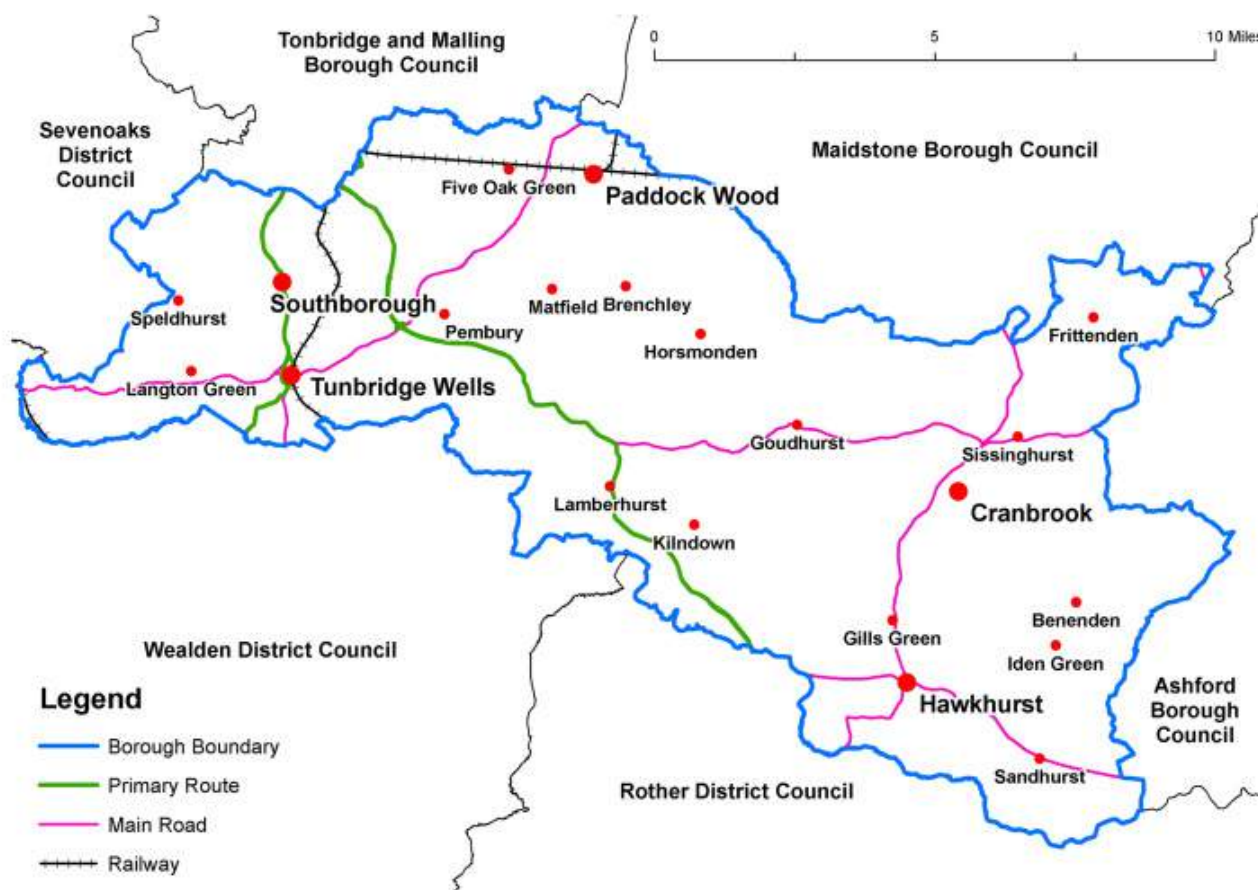 Tonbridge and Malling
Borough Council
0
5
10 Miles
Sevenoaks
District
Council
Maidstone Borough Council
Five Oak Green
Paddock Wood
Southborough
Speldhurst
Matfield
Brenchley
Pembury
Frittenden
Horsmonden
Langton Green
Tunbridge Wells
Goudhurst
Sissinghurst
Lamberhurst
Cranbrook
Kilndown
Benenden
Gills Green
Wealden District Council
Iden Green
Legend
Hawkhurst
Ashford
Borough
Council
Borough Boundary
Sandhurst
Primary Route
Rother District Council
Main Road
Railway